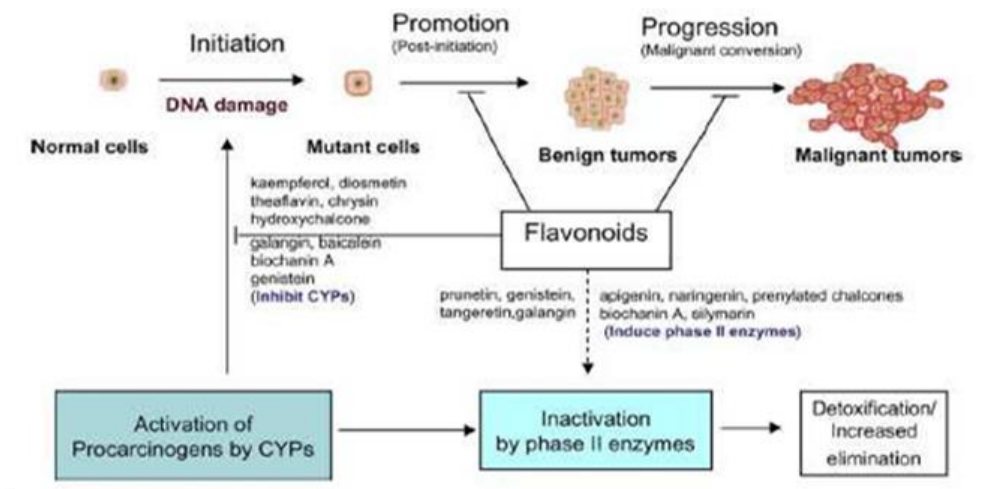 Initiation
Promotion
(Post-initiation)
Progression
(Malignant conversion)
DNA damage
Normal cells
Mutant cells
Benign tumors
Malignant tumors
kaempferol, diosmetin
theaflavin, chrysin
hydroxychalcone
galangin, baicalein
biochanin A
genistein
(Inhibit CYPs)
Flavonoids
prunetin, genistein,
tangeretin,galangin
apigenin, naringenin, prenylated chalcones
biochanin A, silymarin
(Induce phase II enzymes)
Activation of
Procarcinogens by CYPs
Inactivation
by phase II enzymes
Detoxification/
Increased
elimination